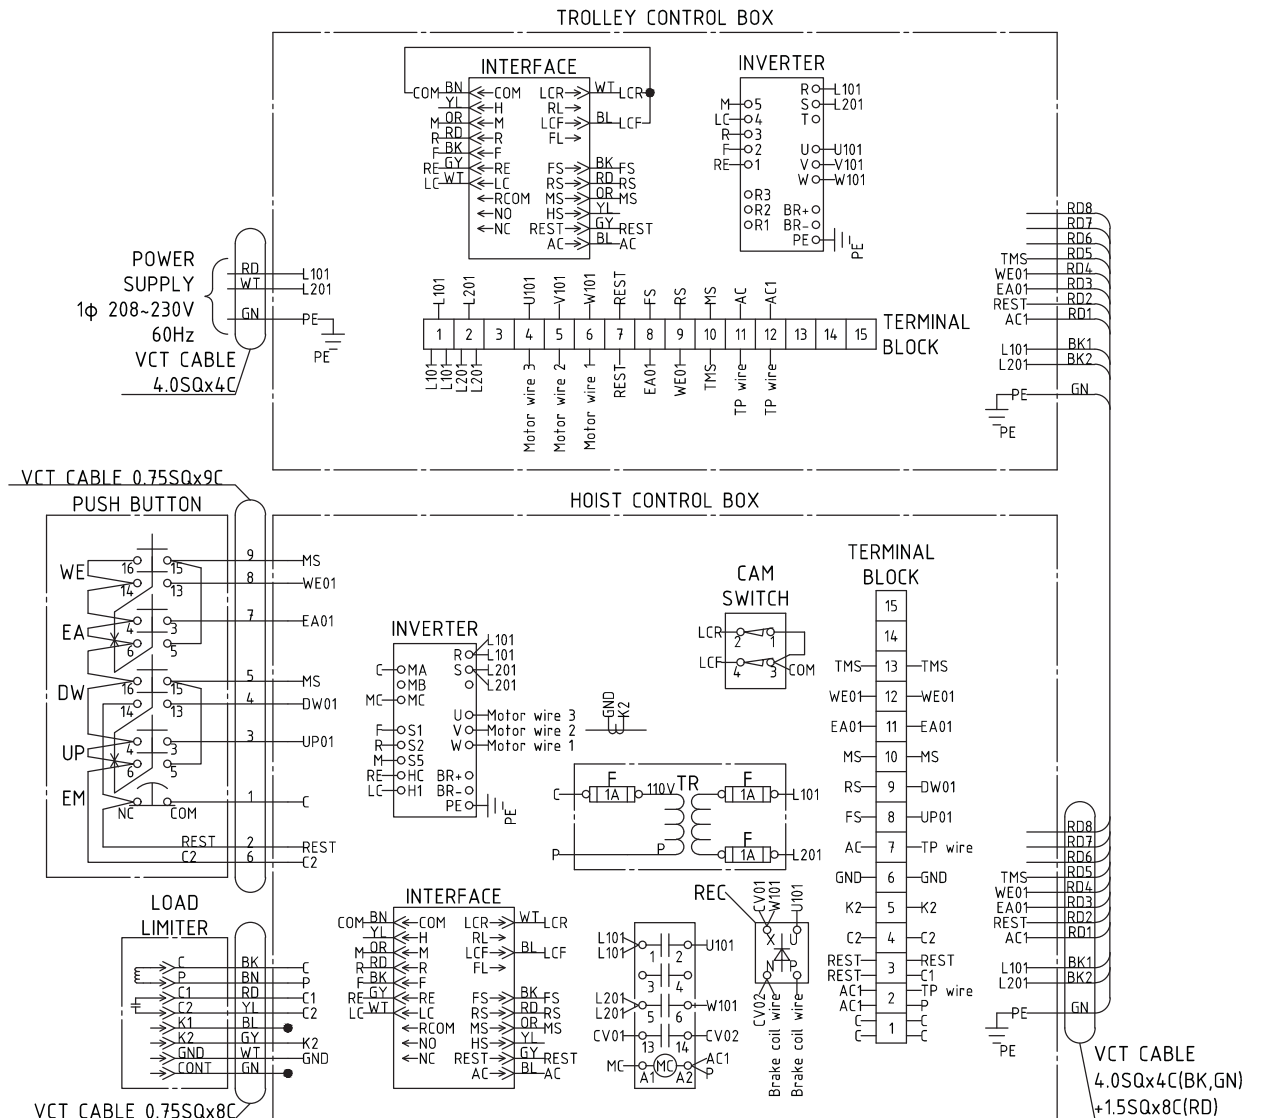 TROLLEY CONTROL BOX
INTERFACE
COM BN COM LCR WT LCR
YL H RL
M OR M LCF BL LCF
R RD R FL
F BK F
RE GY RE FS BK FS
LC WT LC RS RD RS
RCOM MS OR MS
NO HS YL
NC REST GY REST
AC BL AC
INVERTER
R L101
M 5 S L201
LC 4 T
R 3
F 2 U U101
RE 1 V V101
W W101
R3
R2 BR+
R1 BR-
PE PE
POWER
SUPPLY
1ϕ 208~230V
60Hz
VCT CABLE
4.0SQx4C
RD L101
WT L201
GN PE
PE
L101 L201 U101 V101 W101 REST FS RS MS AC AC1
1 2 3 4 5 6 7 8 9 10 11 12 13 14 15
TERMINAL
BLOCK
L101 L101 L201 L201 Motor wire 3 Motor wire 2 Motor wire 1 REST EA01 WE01 TMS TP wire TP wire
RD8
RD7
RD6
TMS RD5
WE01 RD4
EA01 RD3
REST RD2
AC1 RD1
L101 BK1
L201 BK2
PE GN
PE
VCT CABLE 0.75SQx9C
PUSH BUTTON
WE 16 15 9 MS
14 13 8 WE01
EA 4 3 7 EA01
6 5
DW 16 15 5 MS
14 13 4 DW01
UP 4 3 3 UP01
6 5
EM NC COM 1 C
REST 2 REST
C2 6 C2
HOIST CONTROL BOX
INVERTER
L101
R L101
C MA S L201
MB L201
MC MC
U Motor wire 3
F S1 V Motor wire 2
R S2 W Motor wire 1
M S5
RE HC BR+
LC H1 BR-
PE PE
GND K2
CAM
SWITCH
LCR 2 1
LCF 4 3 COM
C F 1A 110V TR F 1A L101
P P F 1A L201
TERMINAL
BLOCK
15
14
TMS 13 TMS
WE01 12 WE01
EA01 11 EA01
MS 10 MS
RS 9 DW01
FS 8 UP01
AC 7 TP wire
GND 6 GND
K2 5 K2
C2 4 C2
REST 3 REST
REST C1
AC1 2 TP wire
AC1 P
C 1 C
C C
LOAD
LIMITER
C BK C
P BN P
C1 RD C1
C2 YL C2
K1 BL
K2 GY K2
GND WT GND
CONT GN
VCT CABLE 0.75SQx8C
INTERFACE
COM BN COM LCR WT LCR
YL H RL
M OR M LCF BL LCF
R RD R FL
F BK F
RE GY RE FS BK FS
LC WT LC RS RD RS
RCOM MS OR MS
NO HS YL
NC REST GY REST
AC BL AC
L101 1 2 U101
L101
3 4
L201 5 6 W101
L201
CV01 13 14 CV02
MC A1 MC A2 AC1
P
REC
CV01 W101 U101
X U
N P
CV02 Brake coil wire Brake coil wire
RD8
RD7
RD6
TMS RD5
WE01 RD4
EA01 RD3
REST RD2
AC1 RD1
L101 BK1
L201 BK2
PE GN
PE
VCT CABLE
4.0SQx4C(BK,GN)
+1.5SQx8C(RD)